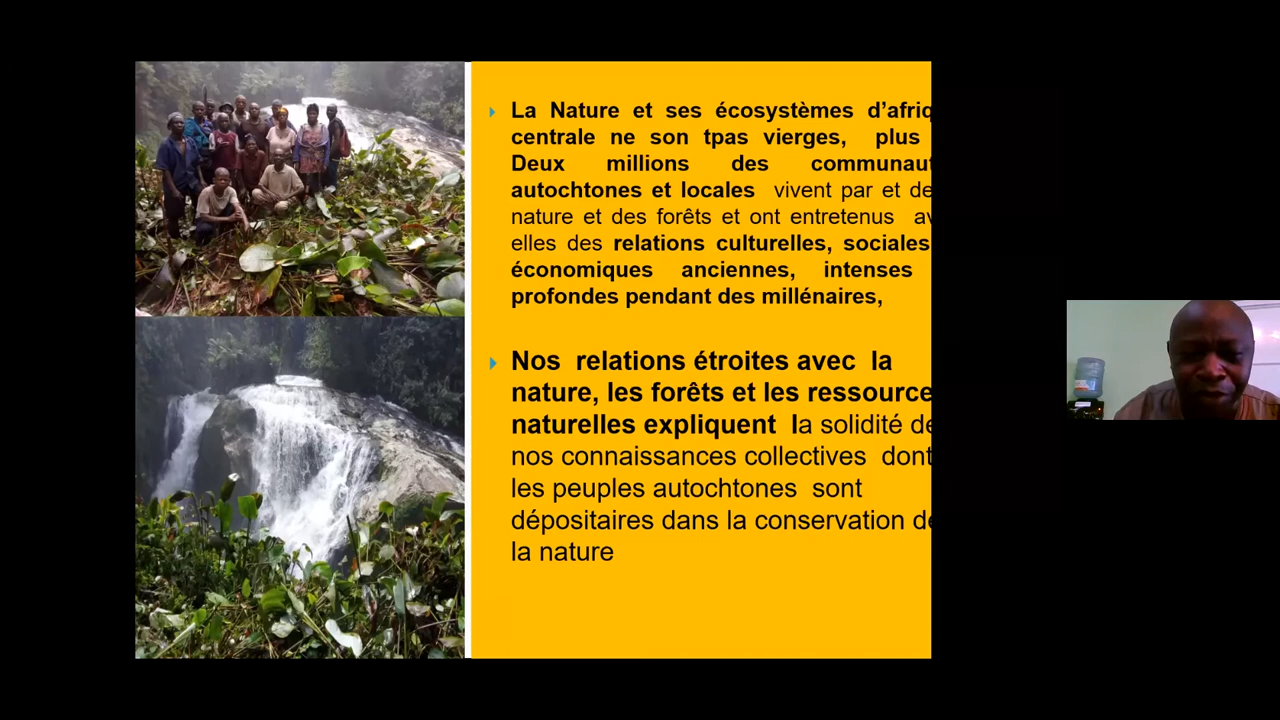 La Nature et ses écosystèmes d’afriq
centrale ne son tpas vierges, plus
Deux millions des communaut
autochtones et locales vivent par et de
nature et des forêts et ont entretenus av
elles des relations culturelles, sociales
économiques anciennes, intenses
profondes pendant des millénaires,
Nos relations étroites avec la
nature, les forêts et les ressource
naturelles expliquent la solidité de
nos connaissances collectives dont
les peuples autochtones sont
dépositaires dans la conservation de
la nature